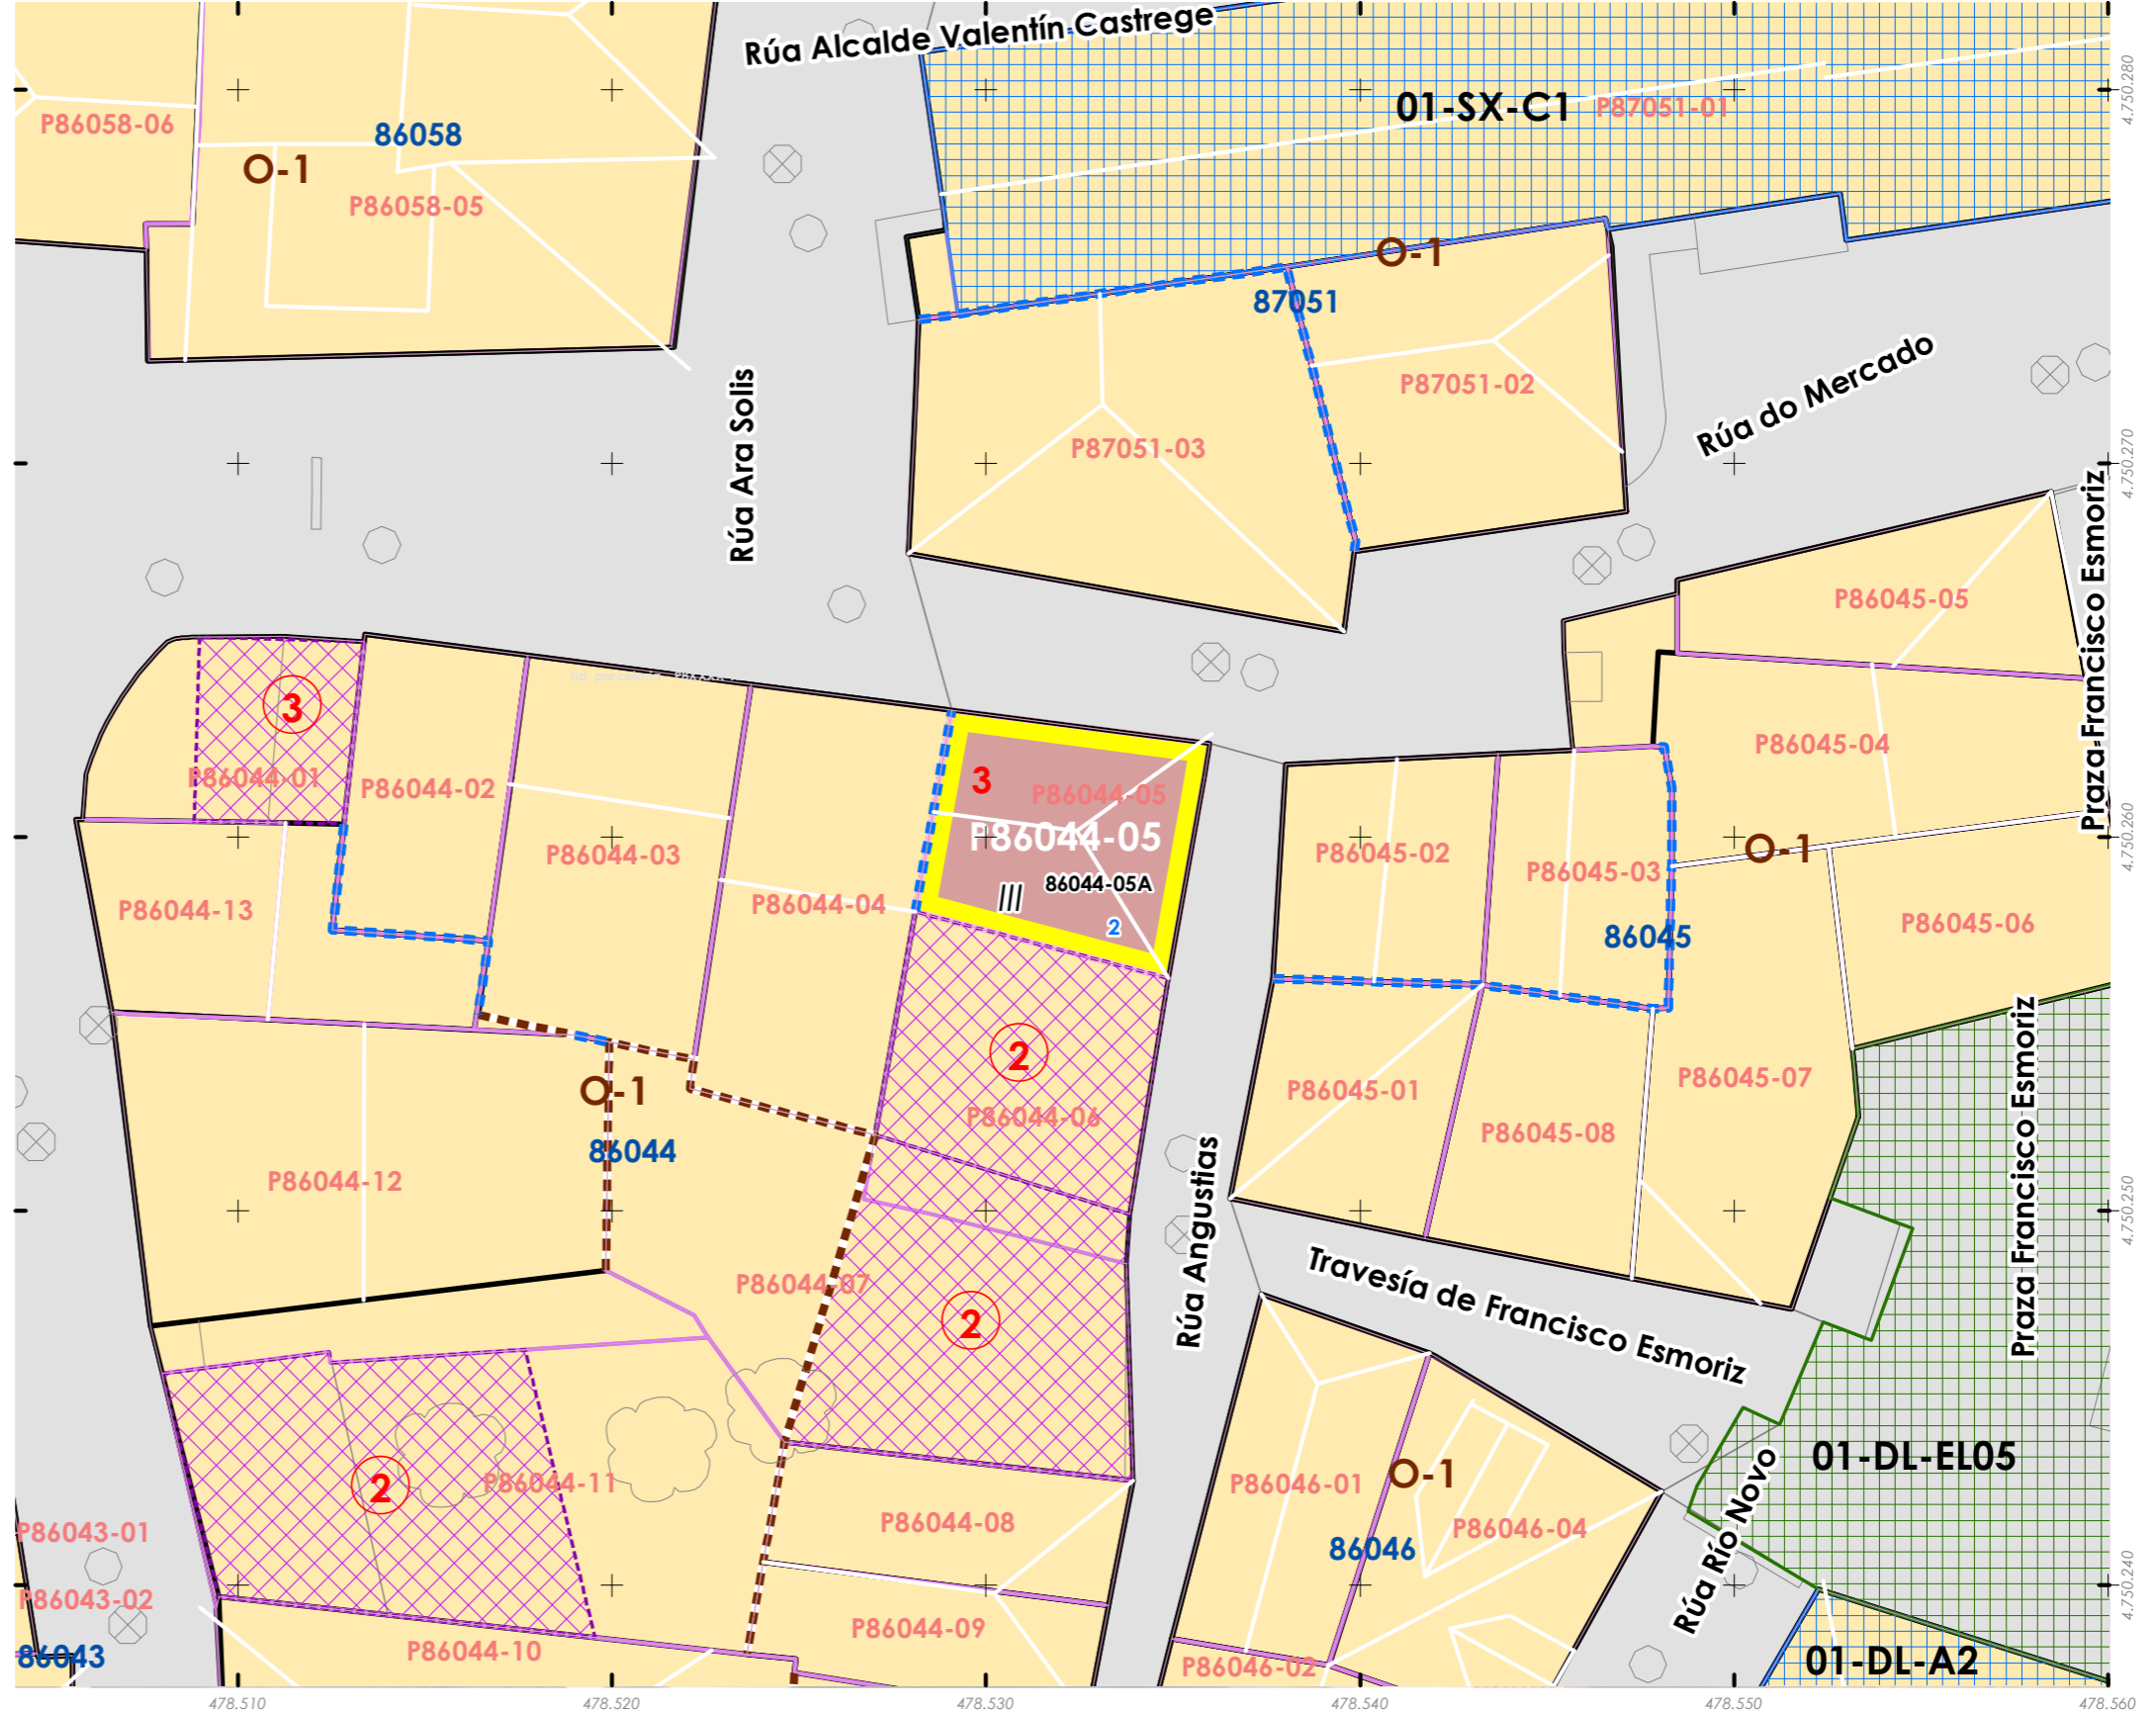 Rúa Alcalde Valentín Castrege
4.750.280
01-SX-C1
P87051-01
P86058-06
86058
O-1
P86058-05
O-1
87051
Rúa do Mercado
P87051-02
Rúa Ara Solis
P87051-03
4.750.270
Praza Francisco Esmoriz
P86045-05
3
P86044-01
P86044-02
3
P86044-05
P86044-05
86044-05A
III
2
P86045-04
P86044-03
P86045-02
P86045-03
O-1
4.750.260
P86044-13
P86044-04
86045
P86045-06
2
P86044-06
O-1
86044
P86045-01
P86045-07
P86045-08
Praza Francisco Esmoriz
P86044-12
Rúa Angustias
4.750.250
P86044-07
2
Travesía de Francisco Esmoriz
2
P86044-11
P86046-01
O-1
01-DL-EL05
P86043-01
P86044-08
P86046-04
86046
Rúa Río Novo
P86043-02
4.750.240
86043
P86044-10
P86044-09
P86046-02
01-DL-A2
478.510
478.520
478.530
478.540
478.550
478.560